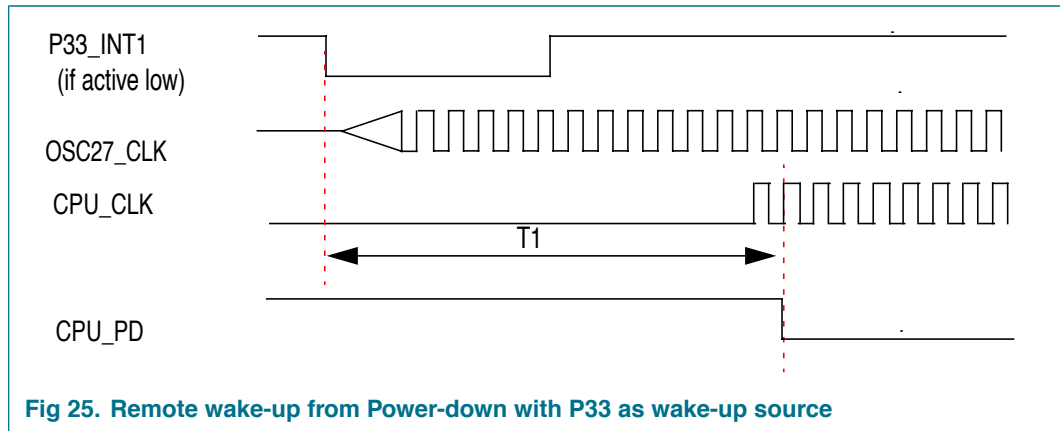 P33_INT1
(if active low)
OSC27_CLK
CPU_CLK
T1
CPU_PD
Fig 25. Remote wake-up from Power-down with P33 as wake-up source